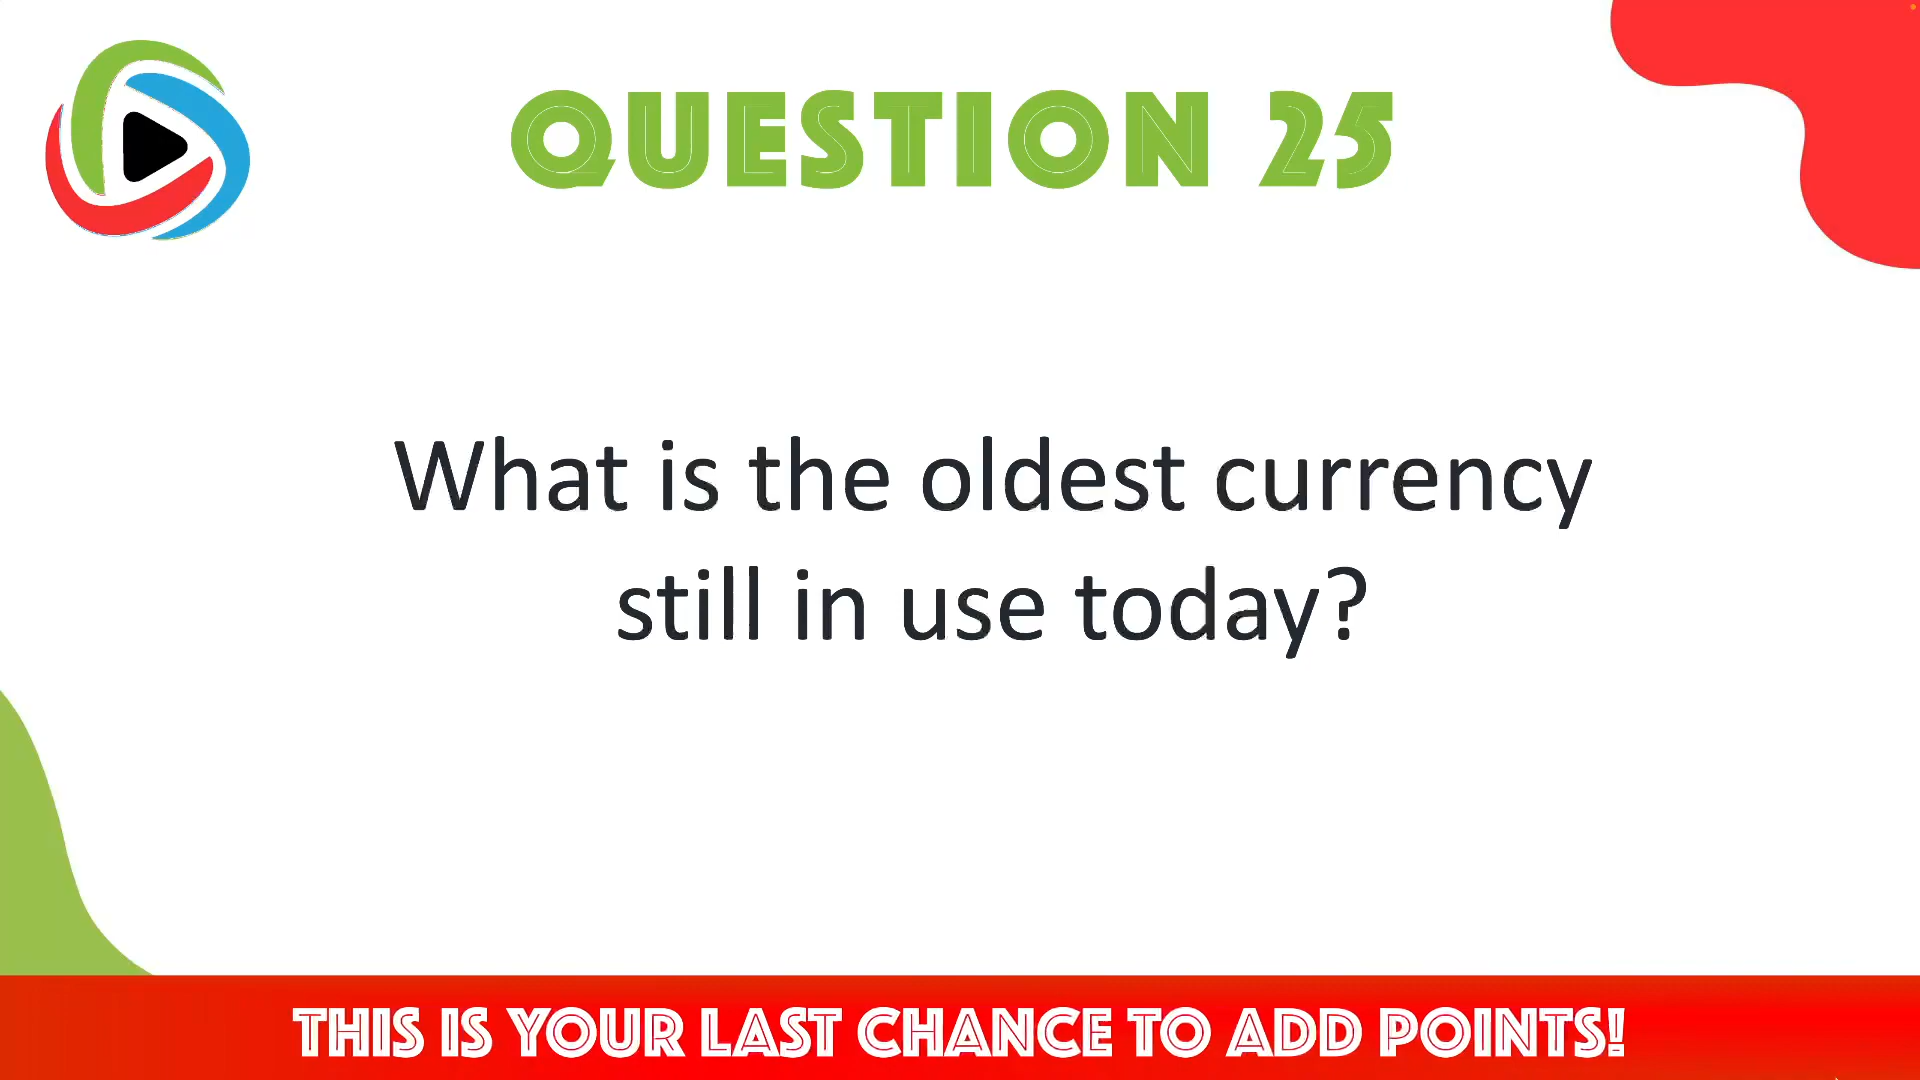 QUESTION 25
What is the oldest currency
still in use today?
THIS IS YOUR LAST CHANCE TO ADD POINTS!